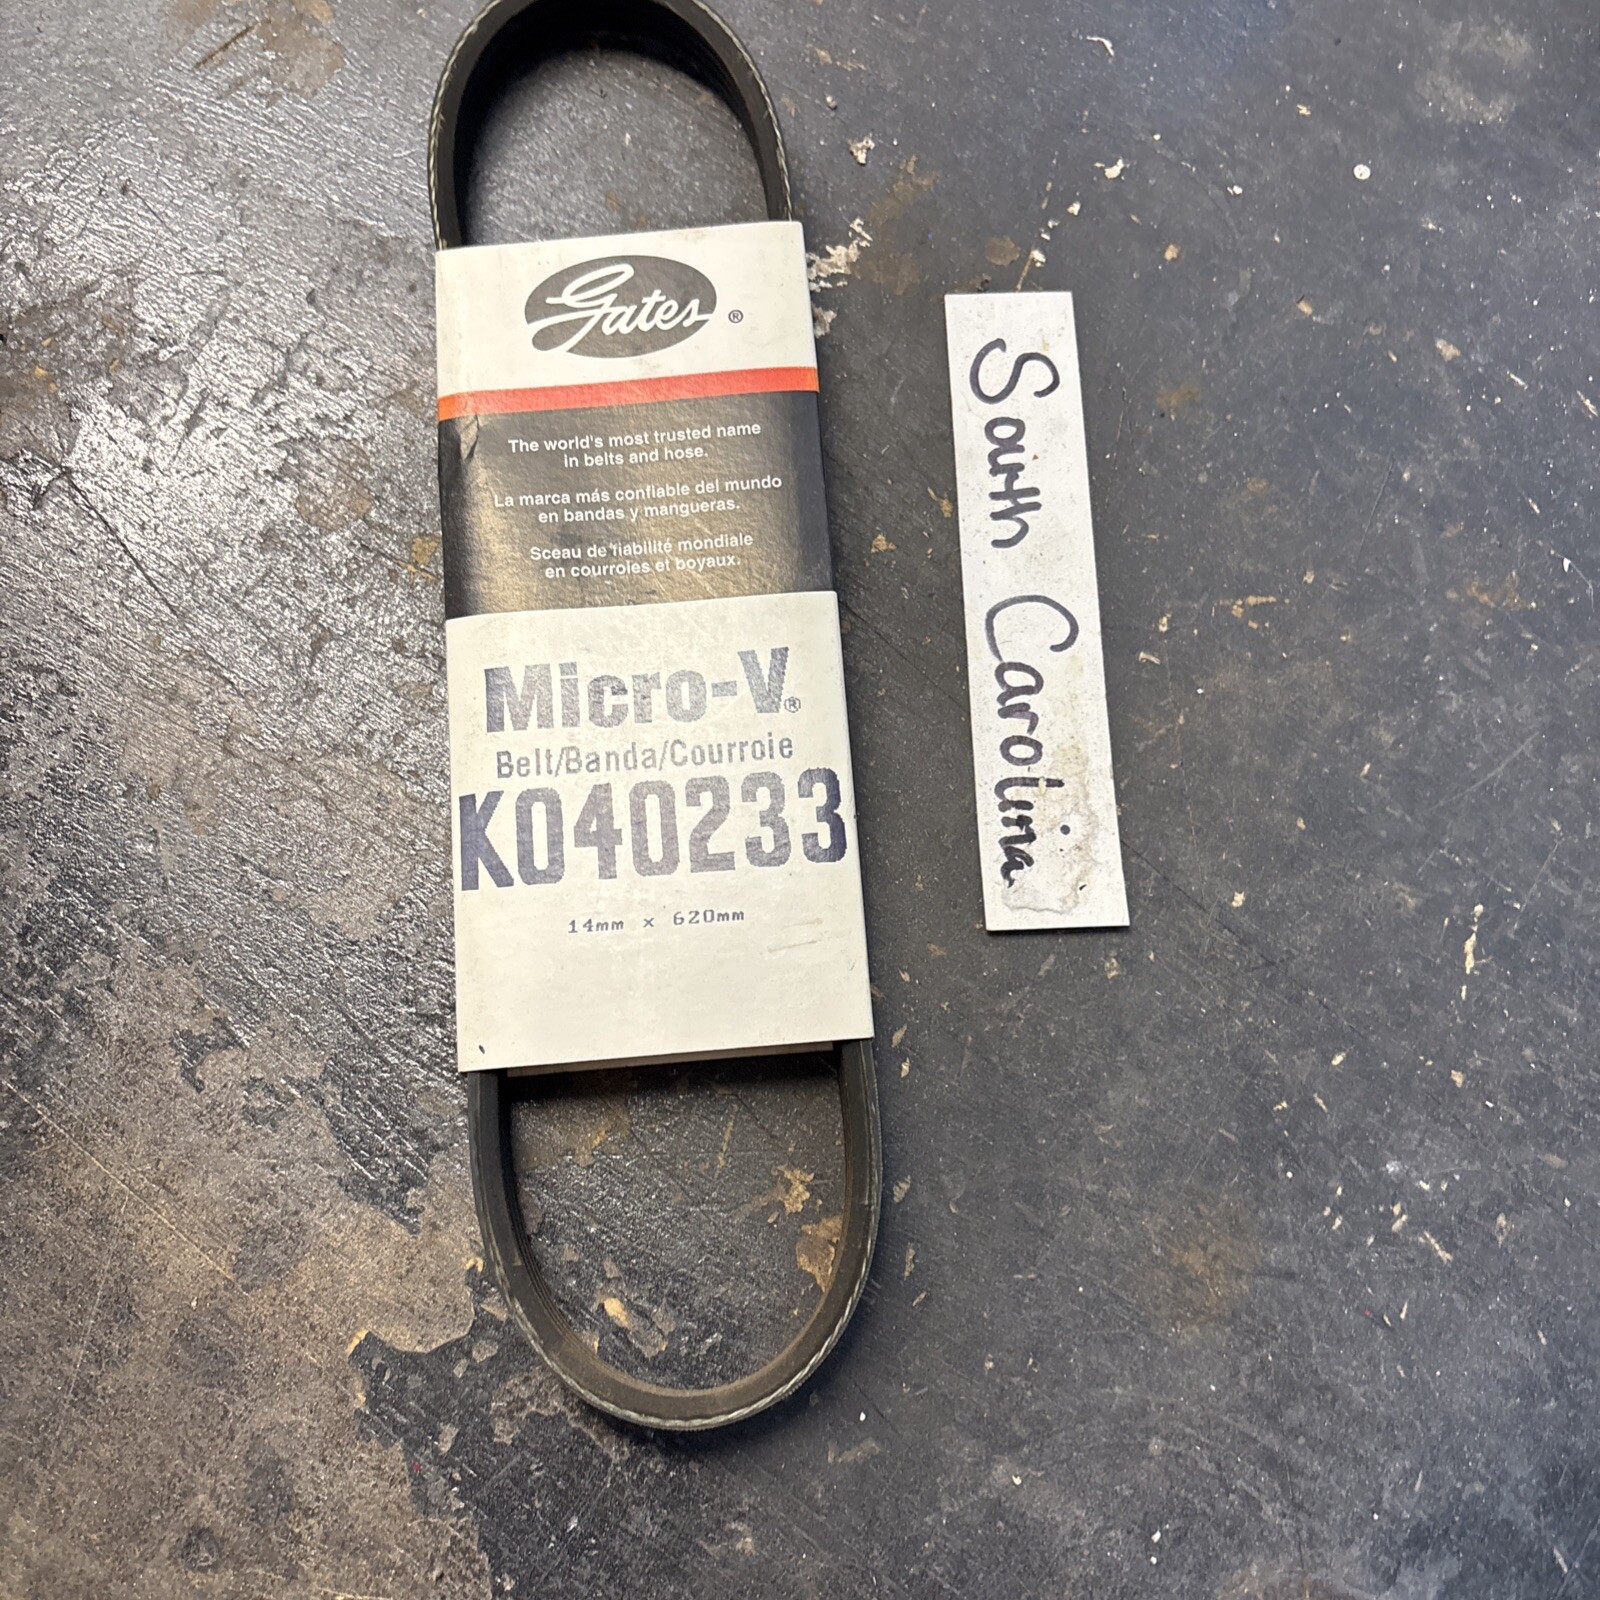 Gates ®
The world's most trusted name
in belts and hose.
La marca más confiable del mundo
en bandas y mangueras.
Sceau de fiabilité mondiale
en courroies et boyaux.
Micro-V®
Belt/Banda/Courroie
K040233
14mm x 620mm
South Carolina